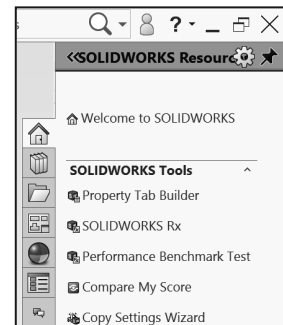 ?
«SOLIDWORKS Resour
Welcome to SOLIDWORKS
SOLIDWORKS Tools
Property Tab Builder
SOLIDWORKS Rx
Performance Benchmark Test
Compare My Score
Copy Settings Wizard